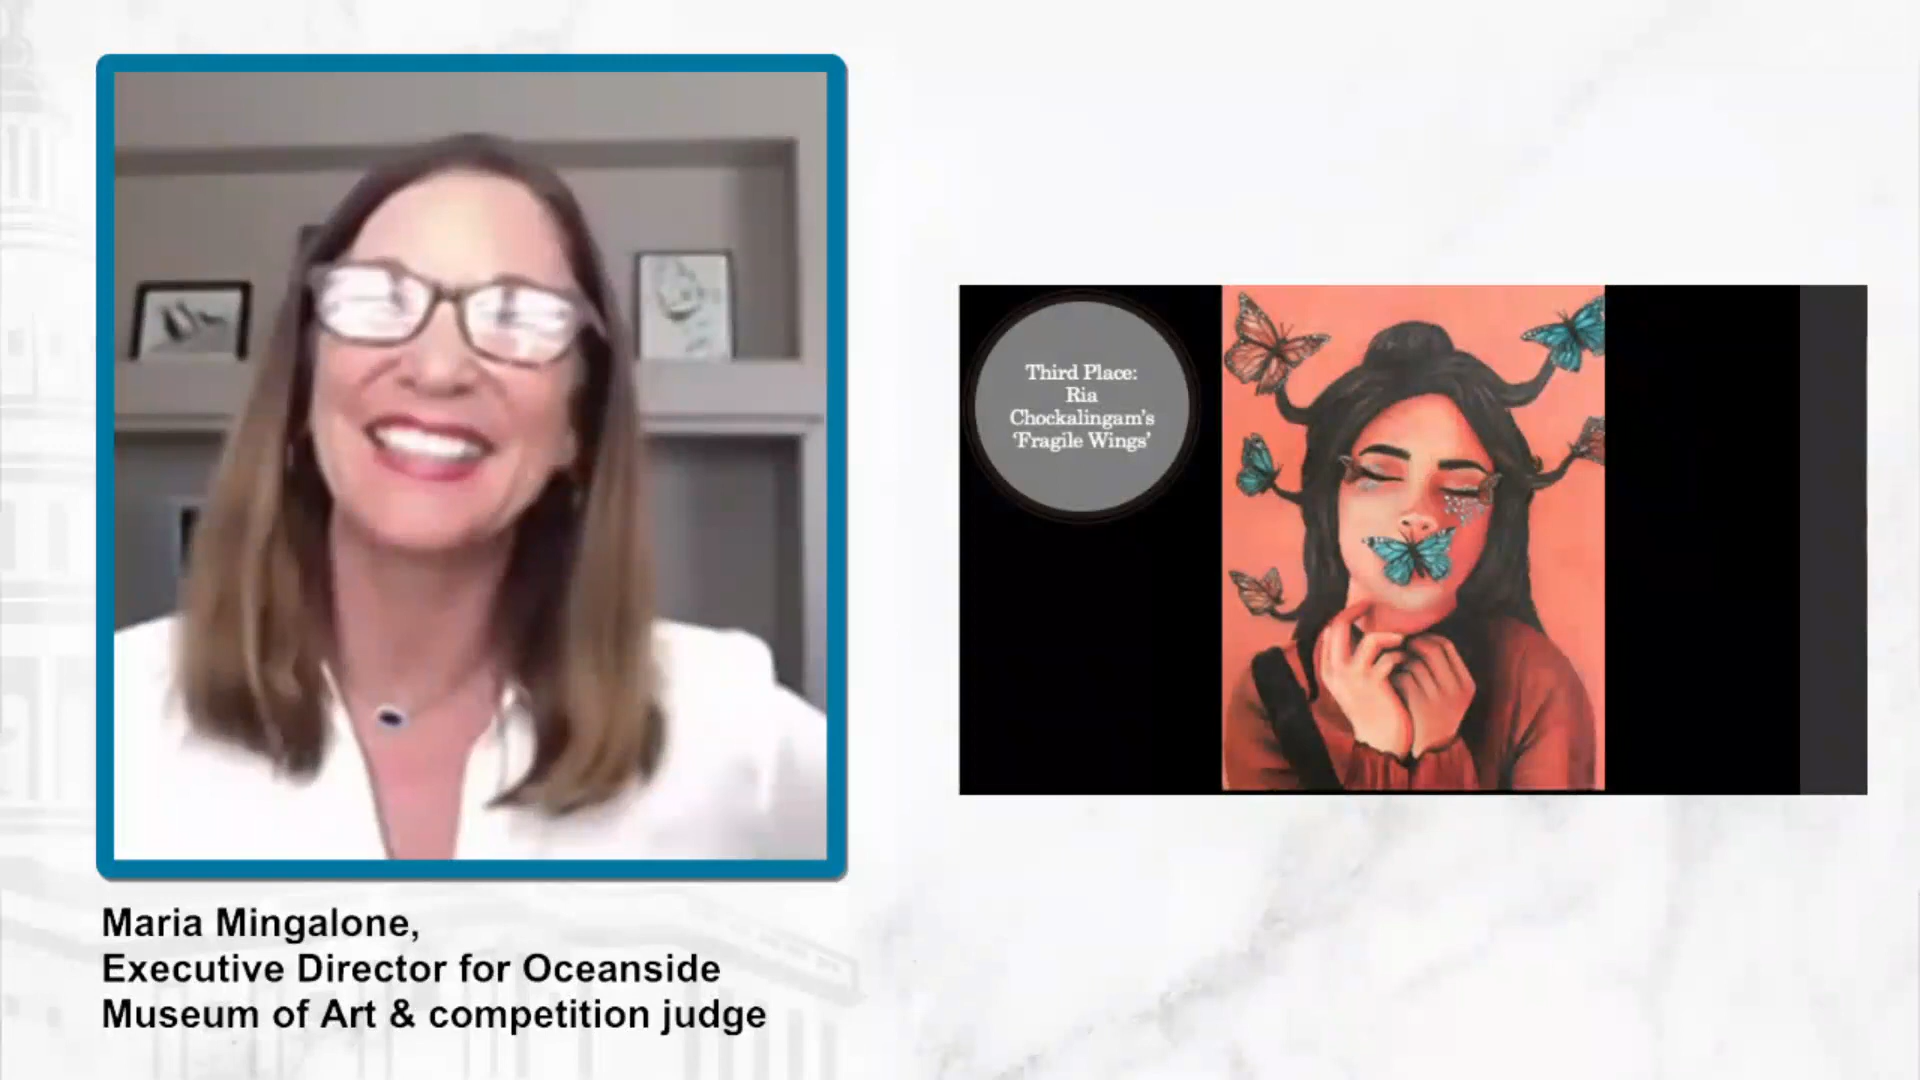 Third Place:
Ria
Chockalingam's
'Fragile Wings'
Maria Mingalone,
Executive Director for Oceanside
Museum of Art & competition judge